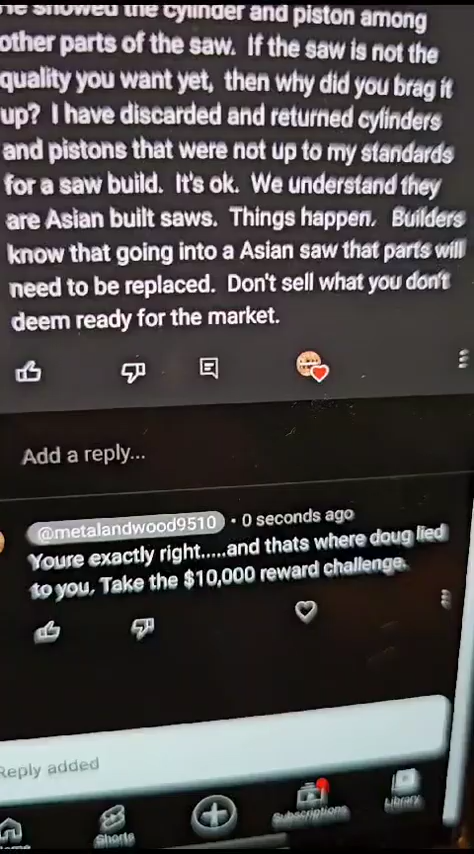 he showed the cylinder and piston among
other parts of the saw. If the saw is not the
quality you want yet, then why did you brag it
up? I have discarded and returned cylinders
and pistons that were not up to my standards
for a saw build. It's ok. We understand they
are Asian built saws. Things happen. Builders
know that going into a Asian saw that parts will
need to be replaced. Don't sell what you don't
deem ready for the market.
Add a reply...
@metalandwood9510 • 0 seconds ago
Youre exactly right.....and thats where doug lied
to you. Take the $10,000 reward challenge.
Reply added
Shorts
Subscriptions
Library